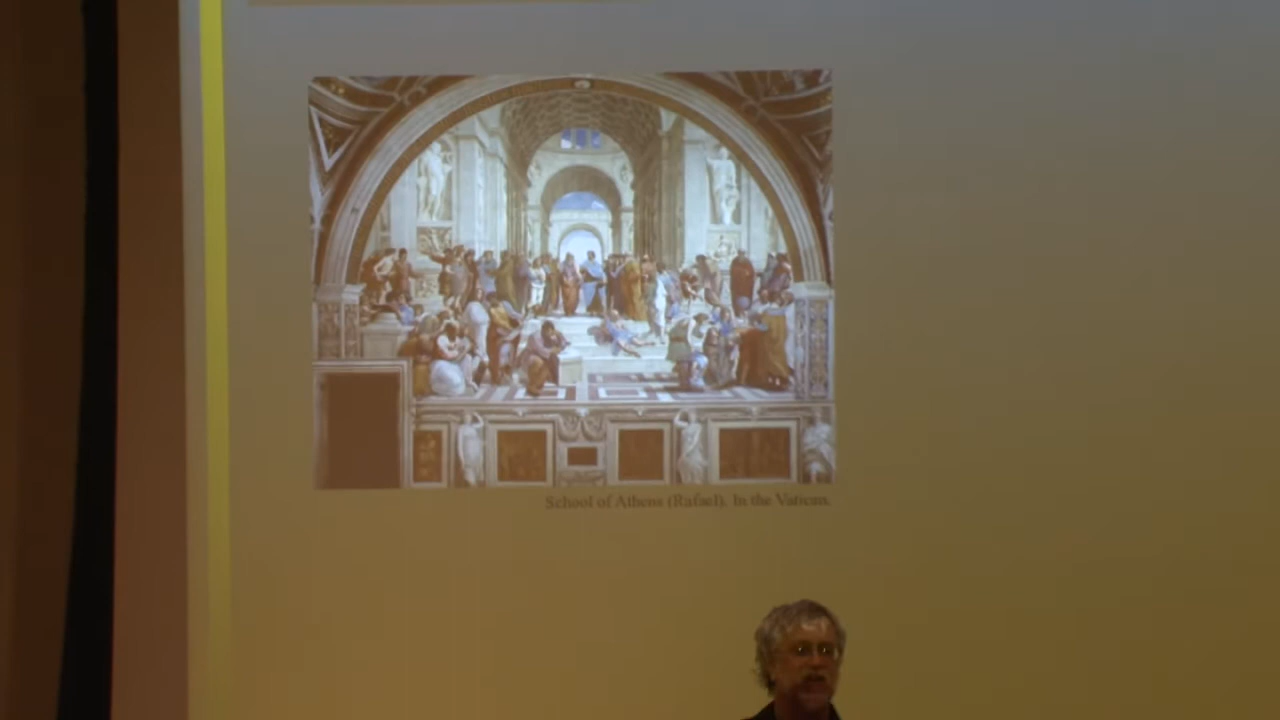 School of Athens (Rafael). In the Vatican.